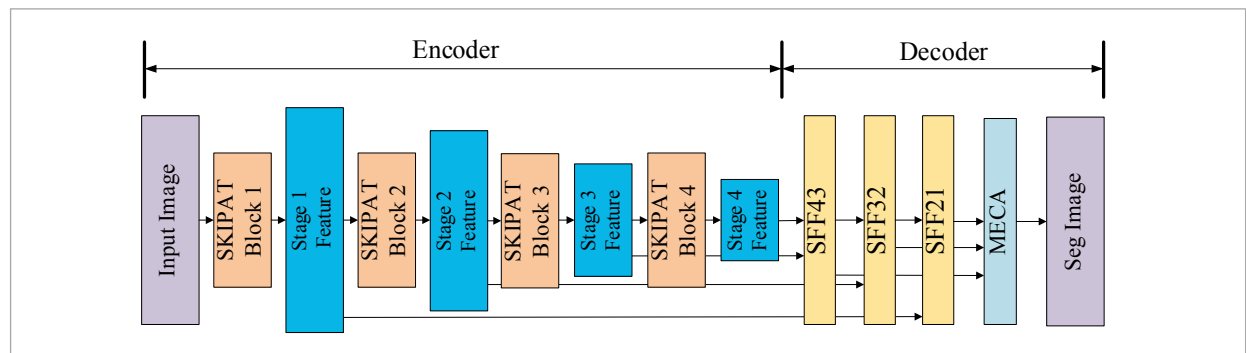 Encoder
Decoder
Input Image
SKIPAT
Block 1
Stage 1
Feature
SKIPAT
Block 2
Stage 2
Feature
SKIPAT
Block 3
Stage 3
Feature
SKIPAT
Block 4
Stage 4
Feature
SFF43
SFF32
SFF21
MECA
Seg Image